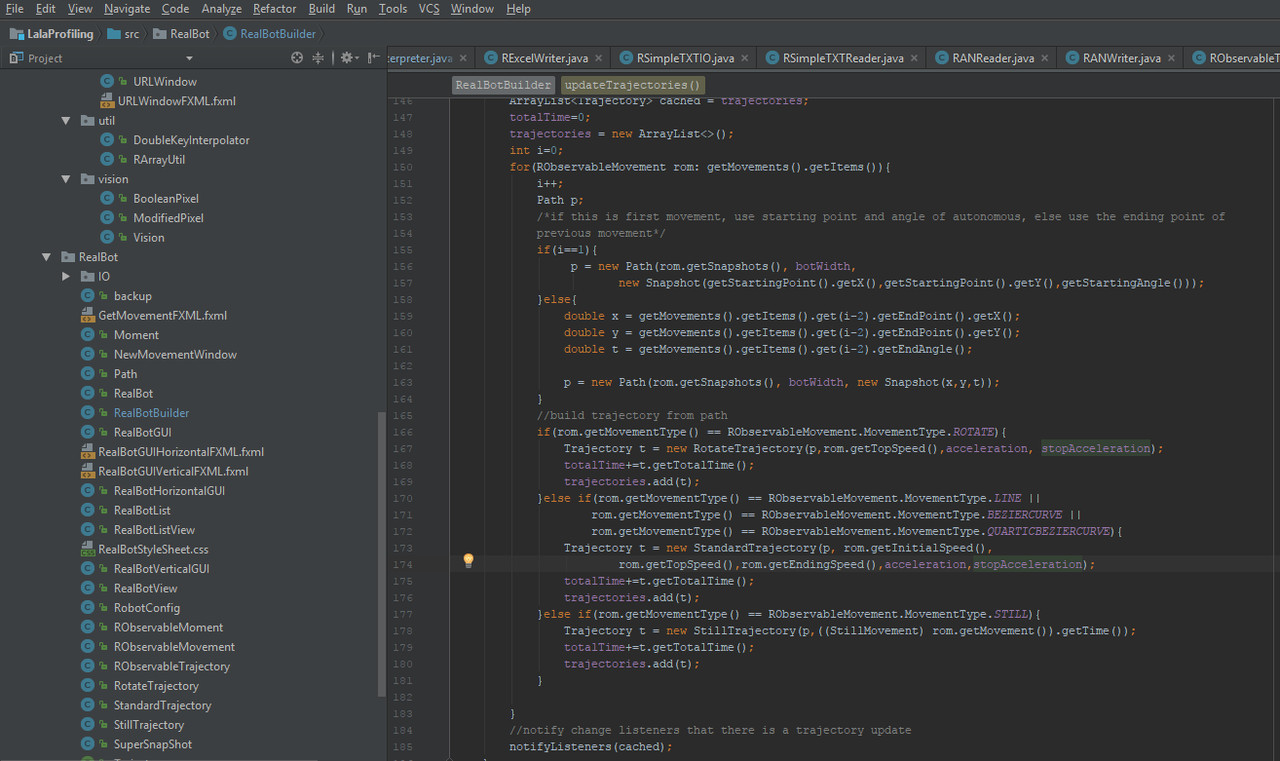 File Edit View Navigate Code Analyze Refactor Build Run Tools VCS Window Help
LalaProfiling src RealBot RealBotBuilder
Project
erpreter.java RExcelWriter.java RSimpleTXTIO.java RSimpleTXTReader.java RANReader.java RANWriter.java RObservableT
RealBotBuilder updateTrajectories()
URLWindow
URLWindowFXML.fxml
util
DoubleKeyInterpolator
RArrayUtil
vision
BooleanPixel
ModifiedPixel
Vision
RealBot
IO
backup
GetMovementFXML.fxml
Moment
NewMovementWindow
Path
RealBot
RealBotBuilder
RealBotGUI
RealBotGUIHorizontalFXML.fxml
RealBotGUIVerticalFXML.fxml
RealBotHorizontalGUI
RealBotList
RealBotListView
RealBotStyleSheet.css
RealBotVerticalGUI
RealBotView
RobotConfig
RObservableMoment
RObservableMovement
RObservableTrajectory
RotateTrajectory
StandardTrajectory
StillTrajectory
SuperSnapShot
146 ArrayList<Trajectory> cached = trajectories;
147 totalTime=0;
148 trajectories = new ArrayList<>();
149 int i=0;
150 for(RObservableMovement rom: getMovements().getItems()){
151 i++;
152 Path p;
153 /*if this is first movement, use starting point and angle of autonomous, else use the ending point of
154 previous movement*/
155 if(i==1){
156 p = new Path(rom.getSnapshots(), botWidth,
157 new Snapshot(getStartingPoint().getX(),getStartingPoint().getY(),getStartingAngle()));
158 }else{
159 double x = getMovements().getItems().get(i-2).getEndPoint().getX();
160 double y = getMovements().getItems().get(i-2).getEndPoint().getY();
161 double t = getMovements().getItems().get(i-2).getEndAngle();
162
163 p = new Path(rom.getSnapshots(), botWidth, new Snapshot(x,y,t));
164 }
165 //build trajectory from path
166 if(rom.getMovementType() == RObservableMovement.MovementType.ROTATE){
167 Trajectory t = new RotateTrajectory(p,rom.getTopSpeed(),acceleration, stopAcceleration);
168 totalTime+=t.getTotalTime();
169 trajectories.add(t);
170 }else if(rom.getMovementType() == RObservableMovement.MovementType.LINE ||
171 rom.getMovementType() == RObservableMovement.MovementType.BEZIERCURVE ||
172 rom.getMovementType() == RObservableMovement.MovementType.QUARTICBEZIERCURVE){
173 Trajectory t = new StandardTrajectory(p, rom.getInitialSpeed(),
174 rom.getTopSpeed(),rom.getEndingSpeed(),acceleration,stopAcceleration);
175 totalTime+=t.getTotalTime();
176 trajectories.add(t);
177 }else if(rom.getMovementType() == RObservableMovement.MovementType.STILL){
178 Trajectory t = new StillTrajectory(p,((StillMovement) rom.getMovement()).getTime());
179 totalTime+=t.getTotalTime();
180 trajectories.add(t);
181 }
182
183 }
184 //notify change listeners that there is a trajectory update
185 notifyListeners(cached);